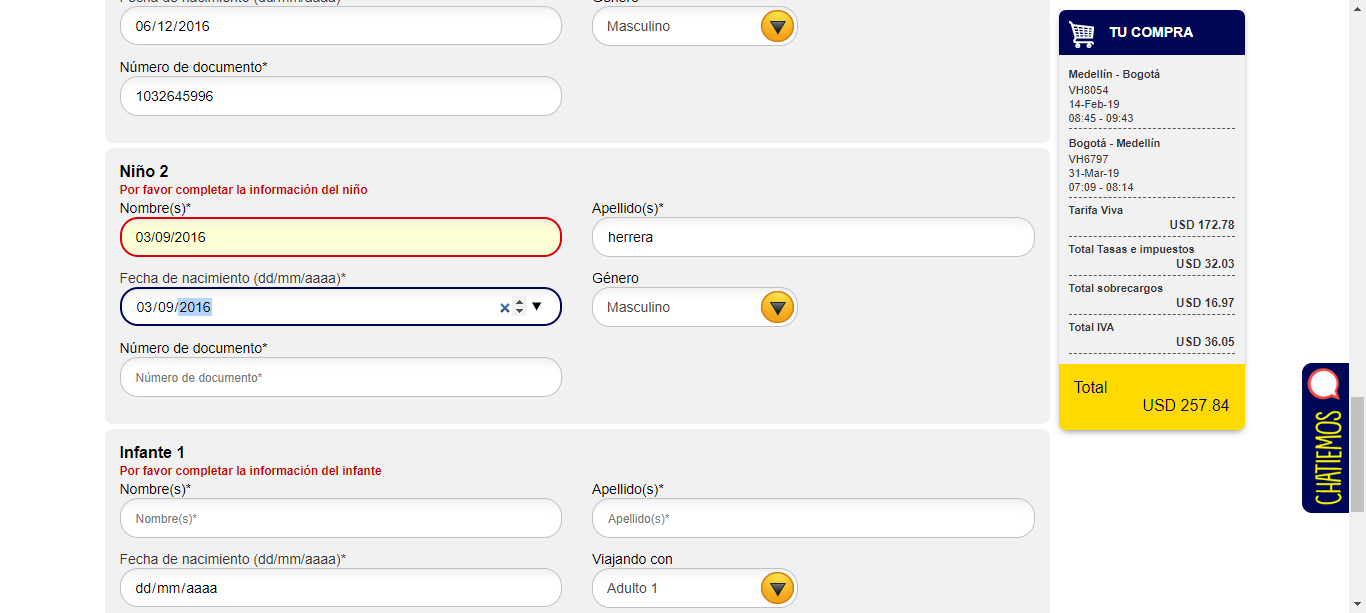 Fecha de nacimiento (dd/mm/aaaa)* Género
06/12/2016 Masculino
Número de documento*
1032645996
Niño 2
Por favor completar la información del niño
Nombre(s)* Apellido(s)*
03/09/2016 herrera
Fecha de nacimiento (dd/mm/aaaa)* Género
03/09/2016 Masculino
Número de documento*
Número de documento*
Infante 1
Por favor completar la información del infante
Nombre(s)* Apellido(s)*
Nombre(s)* Apellido(s)*
Fecha de nacimiento (dd/mm/aaaa)* Viajando con
dd/mm/aaaa Adulto 1
TU COMPRA
Medellín - Bogotá
VH8054
14-Feb-19
08:45 - 09:43
Bogotá - Medellín
VH6797
31-Mar-19
07:09 - 08:14
Tarifa Viva
USD 172.78
Total Tasas e impuestos
USD 32.03
Total sobrecargos
USD 16.97
Total IVA
USD 36.05
Total
USD 257.84
CHATIEMOS